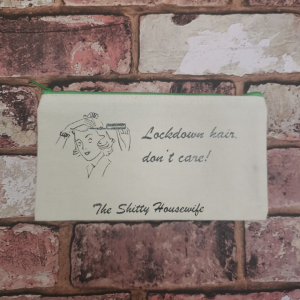 Lockdown hair,
don't care!
The Shitty Housewife